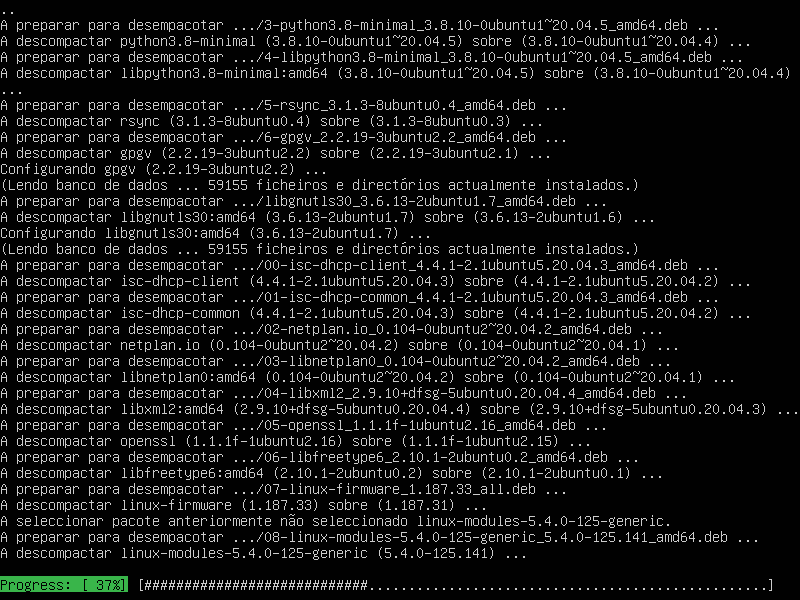 ..
A preparar para desempacotar .../3-python3.8-minimal_3.8.10-0ubuntu1~20.04.5_amd64.deb ...
A descompactar python3.8-minimal (3.8.10-0ubuntu1~20.04.5) sobre (3.8.10-0ubuntu1~20.04.4) ...
A preparar para desempacotar .../4-libpython3.8-minimal_3.8.10-0ubuntu1~20.04.5_amd64.deb ...
A descompactar libpython3.8-minimal:amd64 (3.8.10-0ubuntu1~20.04.5) sobre (3.8.10-0ubuntu1~20.04.4)
...
A preparar para desempacotar .../5-rsync_3.1.3-8ubuntu0.4_amd64.deb ...
A descompactar rsync (3.1.3-8ubuntu0.4) sobre (3.1.3-8ubuntu0.3) ...
A preparar para desempacotar .../6-gpgv_2.2.19-3ubuntu2.2_amd64.deb ...
A descompactar gpgv (2.2.19-3ubuntu2.2) sobre (2.2.19-3ubuntu2.1) ...
Configurando gpgv (2.2.19-3ubuntu2.2) ...
(Lendo banco de dados ... 59155 ficheiros e directórios actualmente instalados.)
A preparar para desempacotar .../libgnutls30_3.6.13-2ubuntu1.7_amd64.deb ...
A descompactar libgnutls30:amd64 (3.6.13-2ubuntu1.7) sobre (3.6.13-2ubuntu1.6) ...
Configurando libgnutls30:amd64 (3.6.13-2ubuntu1.7) ...
(Lendo banco de dados ... 59155 ficheiros e directórios actualmente instalados.)
A preparar para desempacotar .../00-isc-dhcp-client_4.4.1-2.1ubuntu5.20.04.3_amd64.deb ...
A descompactar isc-dhcp-client (4.4.1-2.1ubuntu5.20.04.3) sobre (4.4.1-2.1ubuntu5.20.04.2) ...
A preparar para desempacotar .../01-isc-dhcp-common_4.4.1-2.1ubuntu5.20.04.3_amd64.deb ...
A descompactar isc-dhcp-common (4.4.1-2.1ubuntu5.20.04.3) sobre (4.4.1-2.1ubuntu5.20.04.2) ...
A preparar para desempacotar .../02-netplan.io_0.104-0ubuntu2~20.04.2_amd64.deb ...
A descompactar netplan.io (0.104-0ubuntu2~20.04.2) sobre (0.104-0ubuntu2~20.04.1) ...
A preparar para desempacotar .../03-libnetplan0_0.104-0ubuntu2~20.04.2_amd64.deb ...
A descompactar libnetplan0:amd64 (0.104-0ubuntu2~20.04.2) sobre (0.104-0ubuntu2~20.04.1) ...
A preparar para desempacotar .../04-libxml2_2.9.10+dfsg-5ubuntu0.20.04.4_amd64.deb ...
A descompactar libxml2:amd64 (2.9.10+dfsg-5ubuntu0.20.04.4) sobre (2.9.10+dfsg-5ubuntu0.20.04.3) ...
A preparar para desempacotar .../05-openssl_1.1.1f-1ubuntu2.16_amd64.deb ...
A descompactar openssl (1.1.1f-1ubuntu2.16) sobre (1.1.1f-1ubuntu2.15) ...
A preparar para desempacotar .../06-libfreetype6_2.10.1-2ubuntu0.2_amd64.deb ...
A descompactar libfreetype6:amd64 (2.10.1-2ubuntu0.2) sobre (2.10.1-2ubuntu0.1) ...
A preparar para desempacotar .../07-linux-firmware_1.187.33_all.deb ...
A descompactar linux-firmware (1.187.33) sobre (1.187.31) ...
A seleccionar pacote anteriormente não seleccionado linux-modules-5.4.0-125-generic.
A preparar para desempacotar .../08-linux-modules-5.4.0-125-generic_5.4.0-125.141_amd64.deb ...
A descompactar linux-modules-5.4.0-125-generic (5.4.0-125.141) ...
Progress: [ 37%] [############################..................................................]